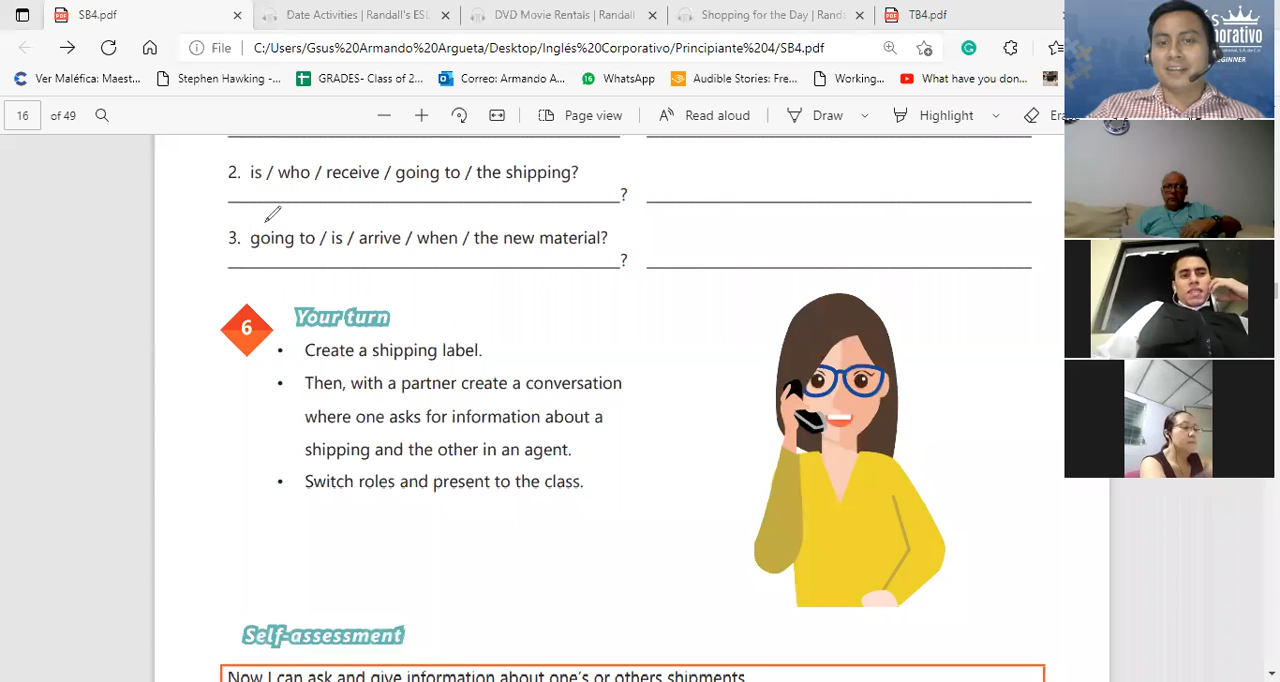 SB4.pdf
Date Activities | Randall's ESL
DVD Movie Rentals | Randall
Shopping for the Day | Rand
TB4.pdf
File
C:/Users/Gsus%20Armando%20Argueta/Desktop/Inglés%20Corporativo/Principiante%204/SB4.pdf
Ver Maléfica: Maest...
Stephen Hawking -...
GRADES- Class of 2...
Correo: Armando A...
16 WhatsApp
Audible Stories: Fre...
Working...
What have you don...
16 of 49
Page view
Read aloud
Draw
Highlight
Era
2. is / who / receive / going to / the shipping?
?
3. going to / is / arrive / when / the new material?
?
6 Your turn
• Create a shipping label.
• Then, with a partner create a conversation
where one asks for information about a
shipping and the other in an agent.
• Switch roles and present to the class.
Self-assessment
Now I can ask and give information about one's or others shipments